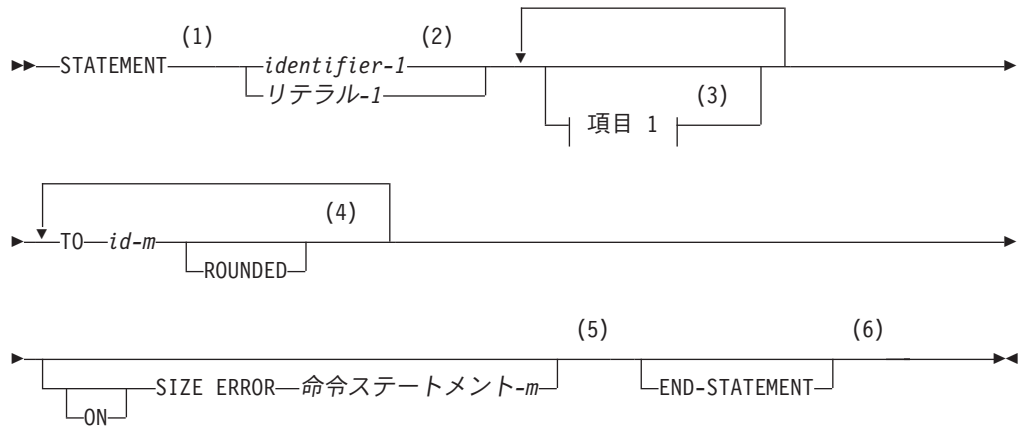 (1) (2)
STATEMENT identifier-1
リテラル-1 (3)
項目 1
(4)
TO id-m
ROUNDED
(5) (6)
SIZE ERROR 命令ステートメント-m END-STATEMENT
ON